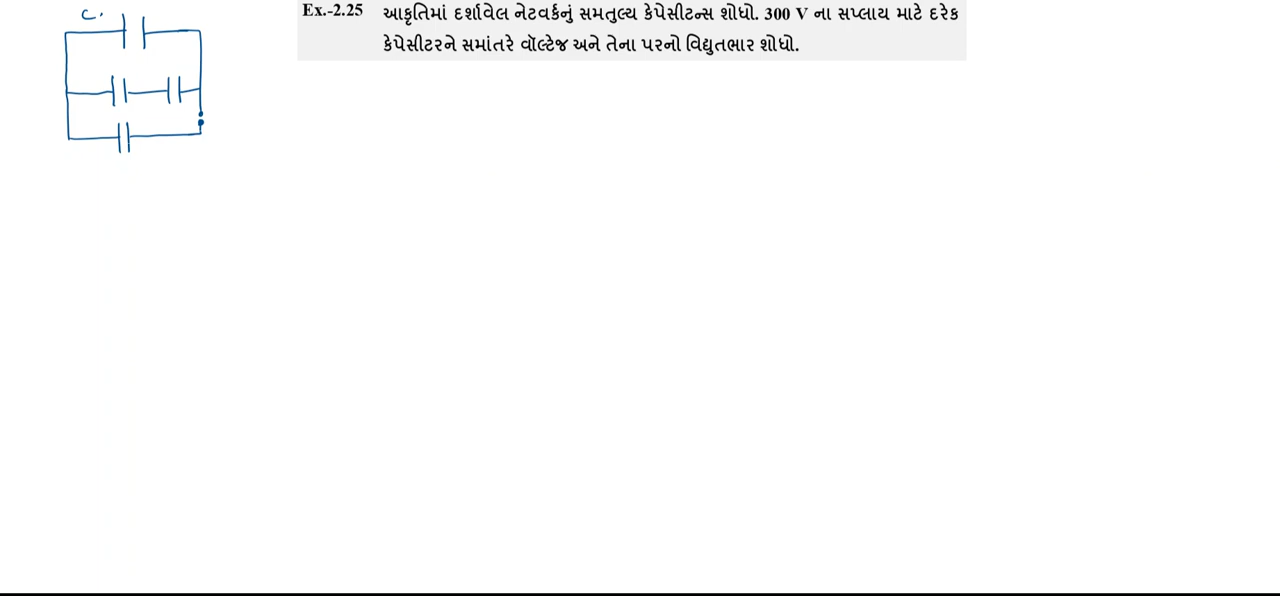 C.
Ex.-2.25 આકૃતિમાં દર્શાવેલ નેટવર્કનું સમતુલ્ય કેપેસીટન્સ શોધો. 300 V ના સપ્લાય માટે દરેક
કેપેસીટરને સમાંતરે વૉલ્ટેજ અને તેના પરનો વિદ્યુતભાર શોધો.